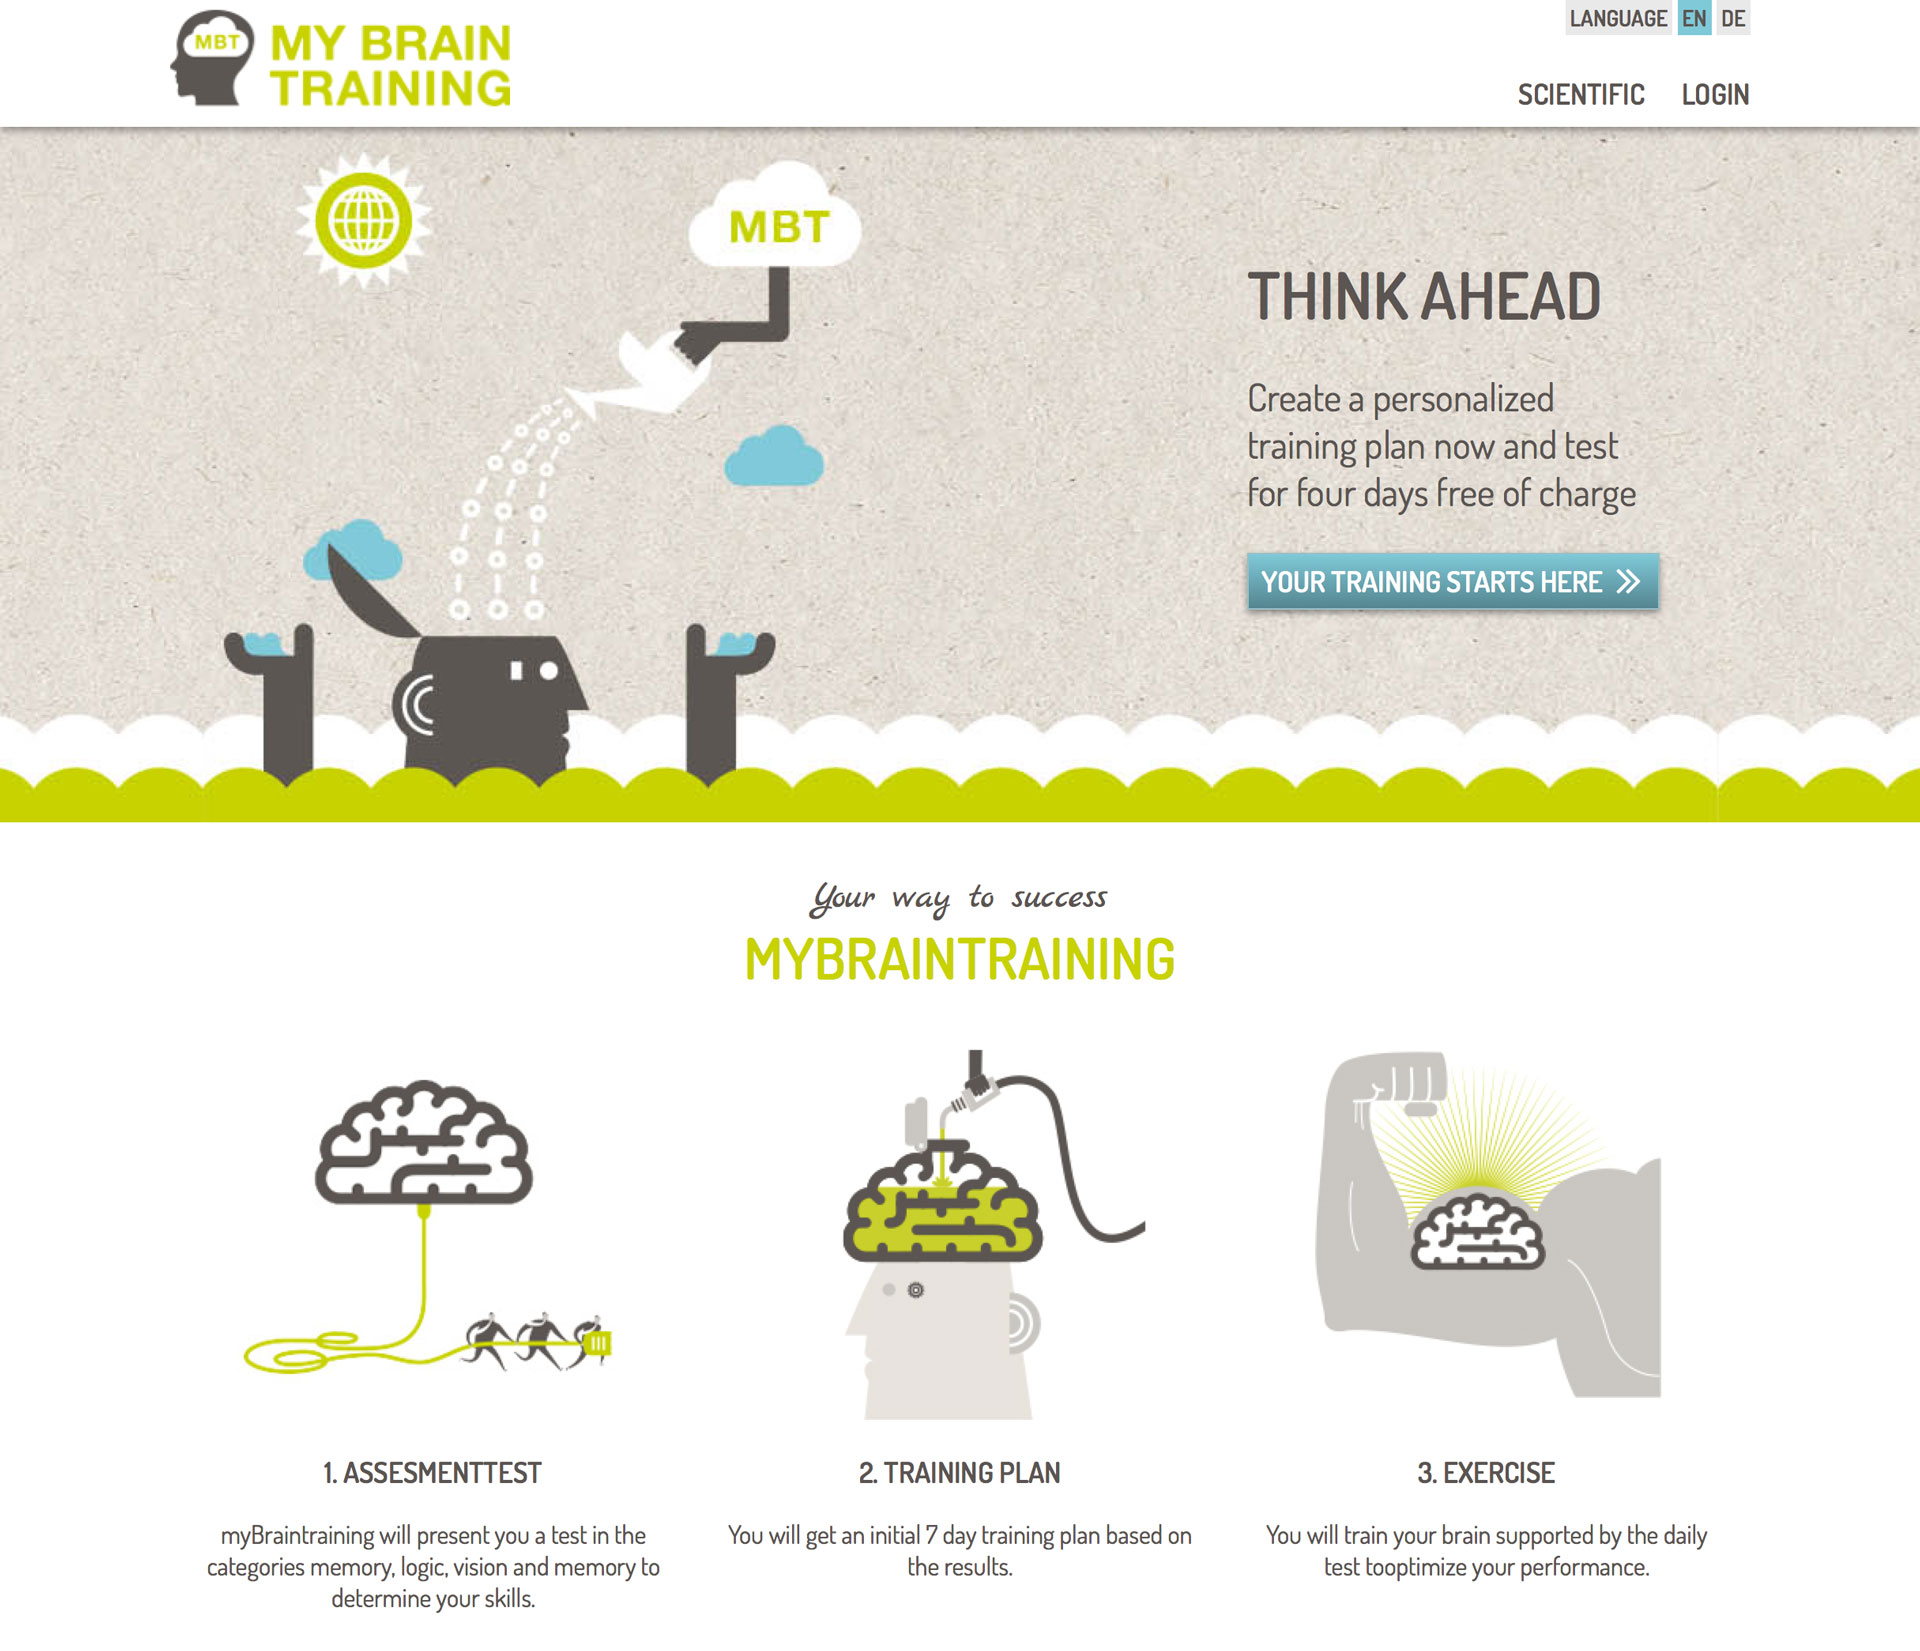 MBT
MY BRAIN
TRAINING
LANGUAGE EN DE
SCIENTIFIC LOGIN
MBT
THINK AHEAD
Create a personalized
training plan now and test
for four days free of charge
YOUR TRAINING STARTS HERE
Your way to success
MYBRAINTRAINING
1. ASSESMENTTEST
myBraintraining will present you a test in the
categories memory, logic, vision and memory to
determine your skills.
2. TRAINING PLAN
You will get an initial 7 day training plan based on
the results.
3. EXERCISE
You will train your brain supported by the daily
test tooptimize your performance.